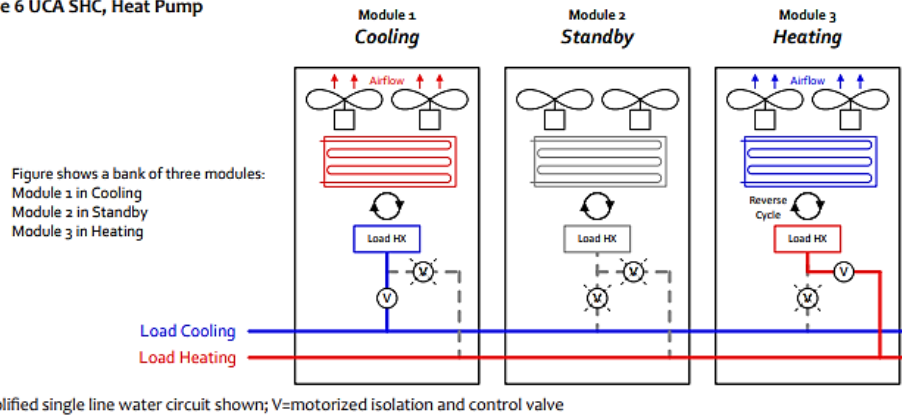 e 6 UCA SHC, Heat Pump
Module 1
Cooling
Module 2
Standby
Module 3
Heating
Airflow
Airflow
Figure shows a bank of three modules:
Module 1 in Cooling
Module 2 in Standby
Module 3 in Heating
Reverse
Cycle
Load HX
Load HX
Load HX
V
V
V
V
V
V
Load Cooling
Load Heating
plified single line water circuit shown; V=motorized isolation and control valve